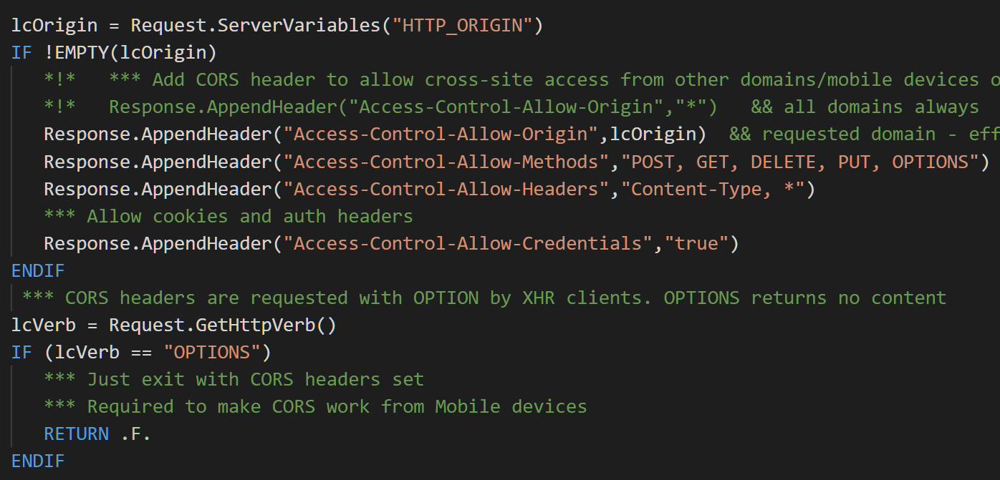 lcOrigin = Request.ServerVariables("HTTP_ORIGIN")
IF !EMPTY(lcOrigin)
   *!*   *** Add CORS header to allow cross-site access from other domains/mobile devices
   *!*   Response.AppendHeader("Access-Control-Allow-Origin","*")   && all domains always
   Response.AppendHeader("Access-Control-Allow-Origin",lcOrigin)  && requested domain - eff
   Response.AppendHeader("Access-Control-Allow-Methods","POST, GET, DELETE, PUT, OPTIONS")
   Response.AppendHeader("Access-Control-Allow-Headers","Content-Type, *")
   *** Allow cookies and auth headers
   Response.AppendHeader("Access-Control-Allow-Credentials","true")
ENDIF
 *** CORS headers are requested with OPTION by XHR clients. OPTIONS returns no content
lcVerb = Request.GetHttpVerb()
IF (lcVerb == "OPTIONS")
   *** Just exit with CORS headers set
   *** Required to make CORS work from Mobile devices
   RETURN .F.
ENDIF